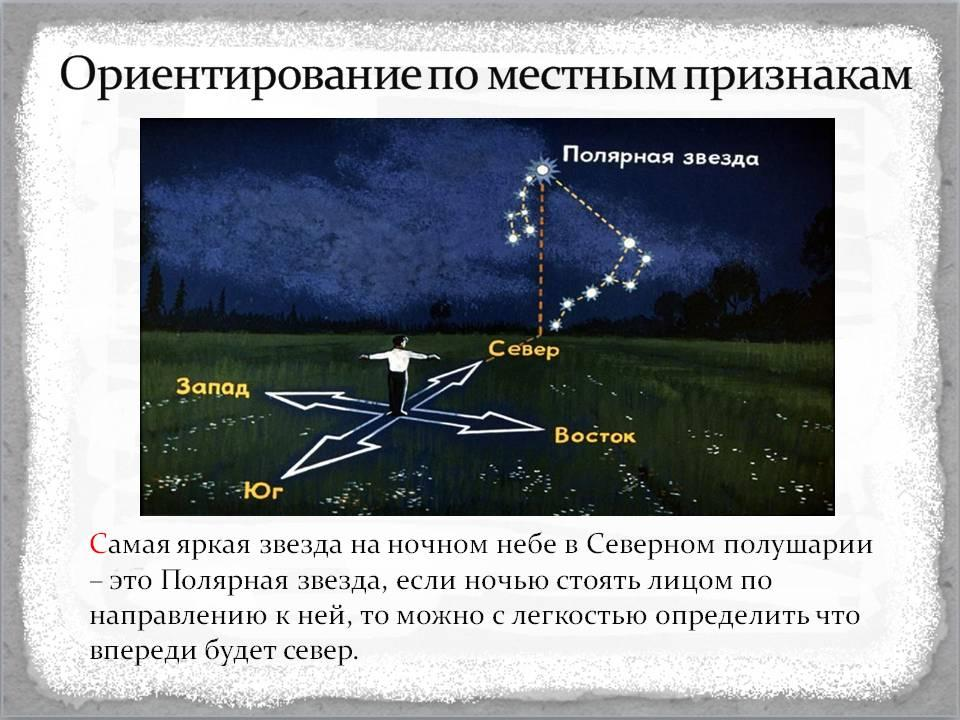 Ориентирование по местным признакам
Полярная звезда
Север
Запад
Восток
Юг
Самая яркая звезда на ночном небе в Северном полушарии
– это Полярная звезда, если ночью стоять лицом по
направлению к ней, то можно с легкостью определить что
впереди будет север.